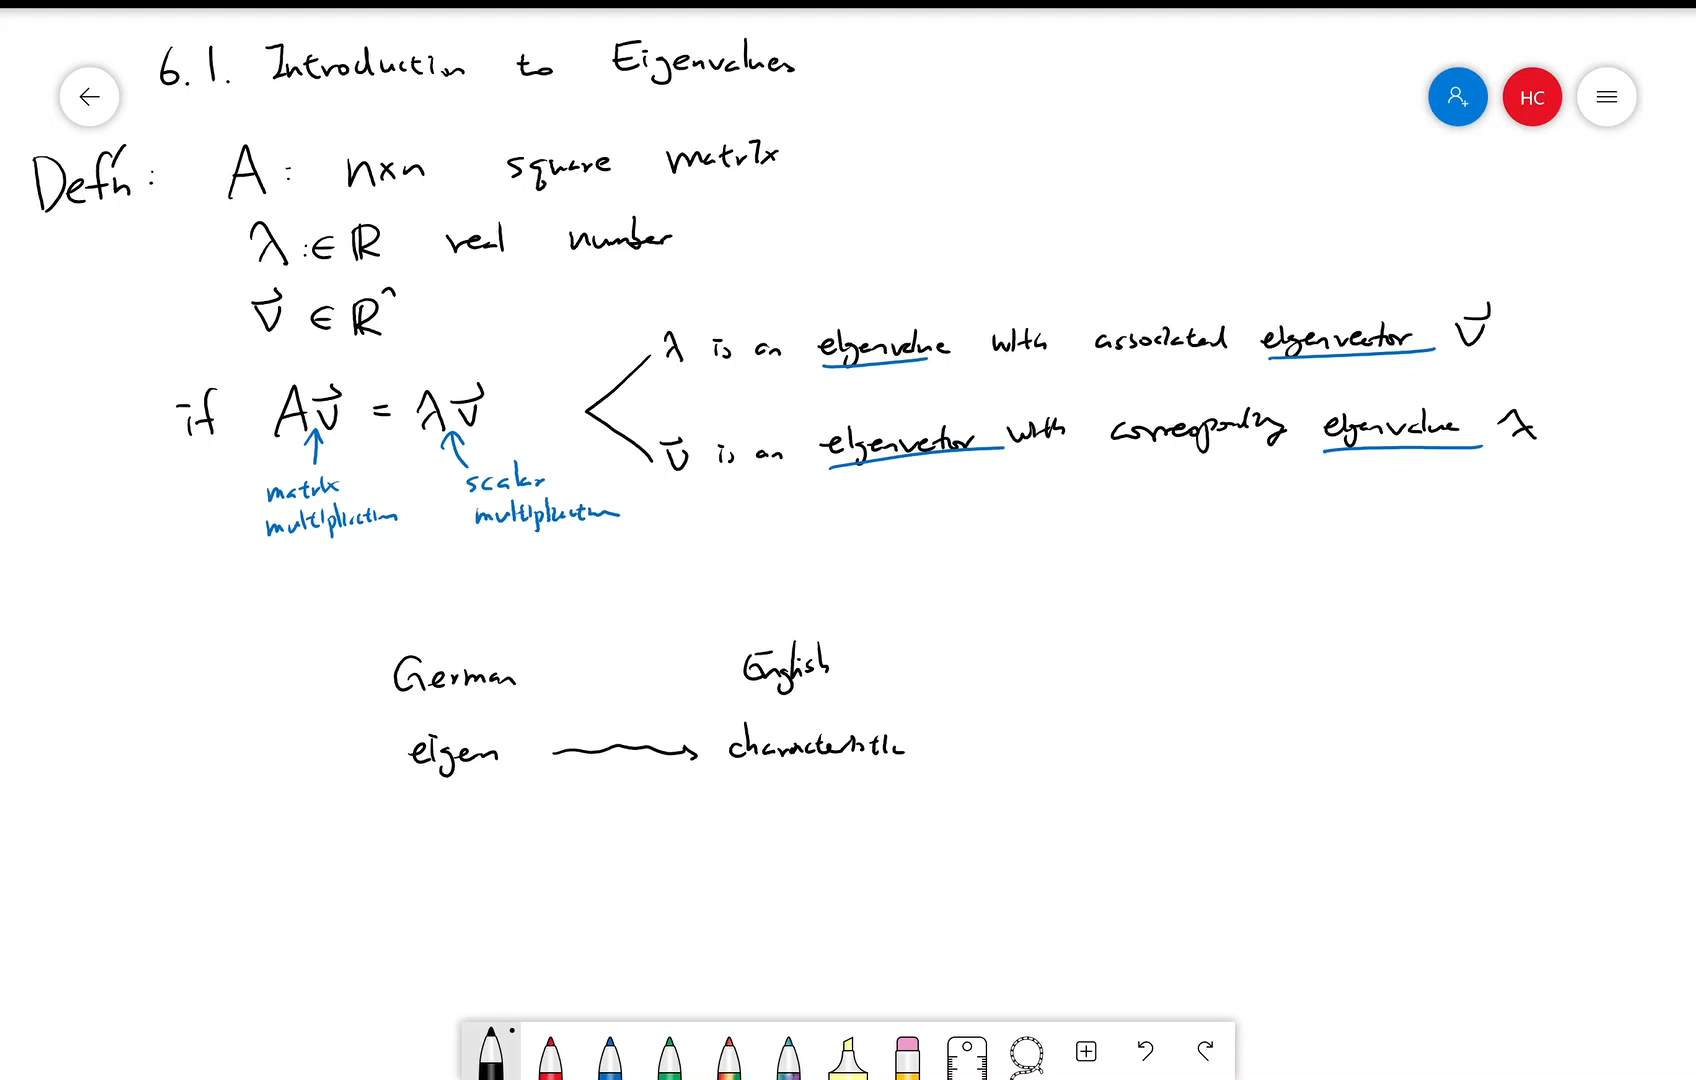 6.1. Introduction to Eigenvalues
HC
Def'n: A: n×n square matrix
λ:∈ℝ real number
v⃗ ∈ ℝⁿ
λ is an eigenvalue with associated eigenvector v⃗
if Av⃗ = λv⃗
v⃗ is an eigenvector with corresponding eigenvalue λ
matrix multiplication
scalar multiplication
German English
eigen → characteristic